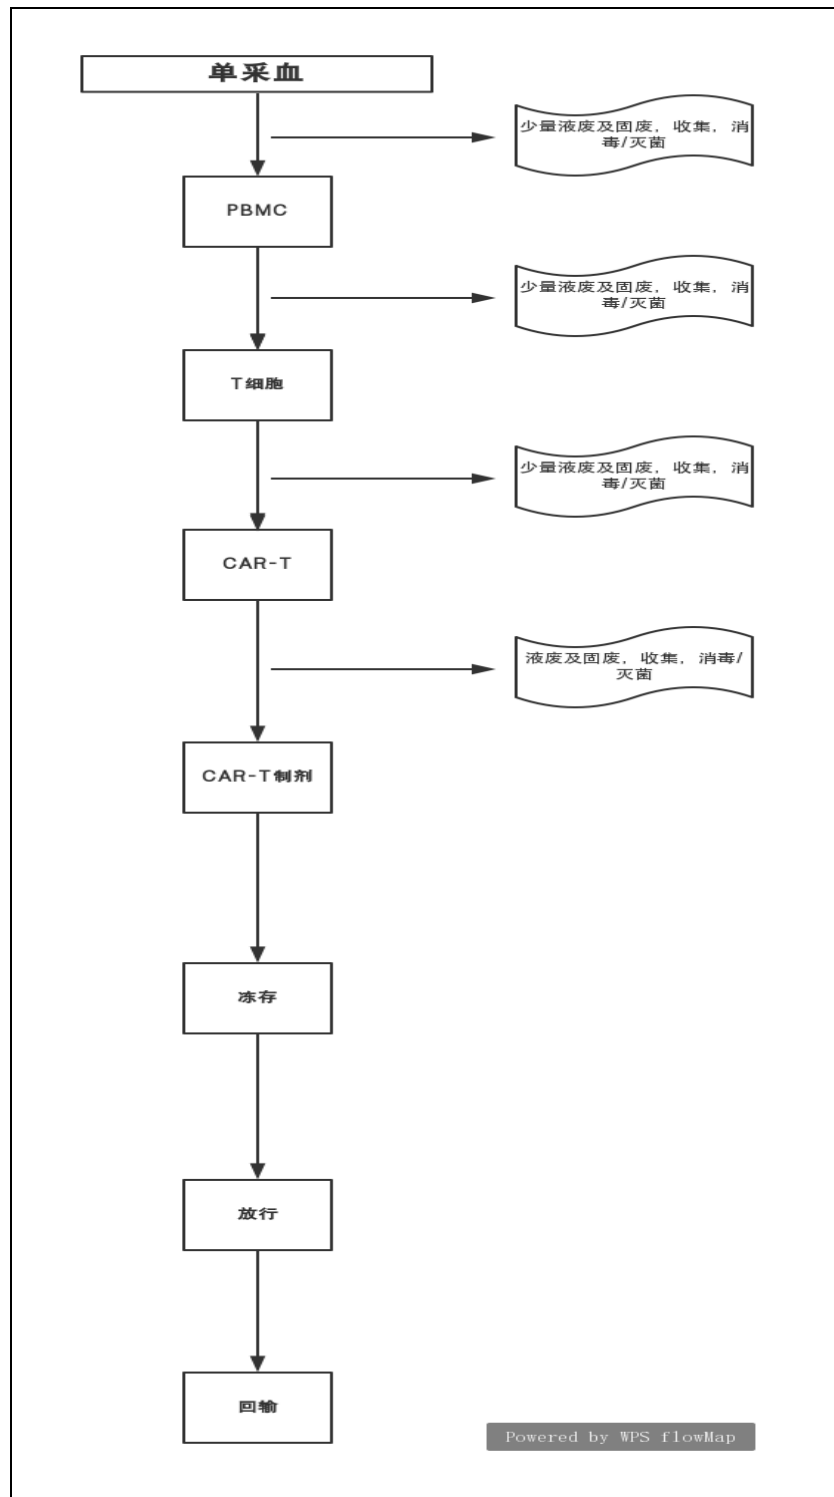 单采血
少量液废及固废，收集，消
毒/灭菌
PBMC
少量液废及固废，收集，消
毒/灭菌
T细胞
少量液废及固废，收集，消
毒/灭菌
CAR-T
液废及固废，收集，消毒/
灭菌
CAR-T制剂
冻存
放行
回输
Powered by WPS flowMap